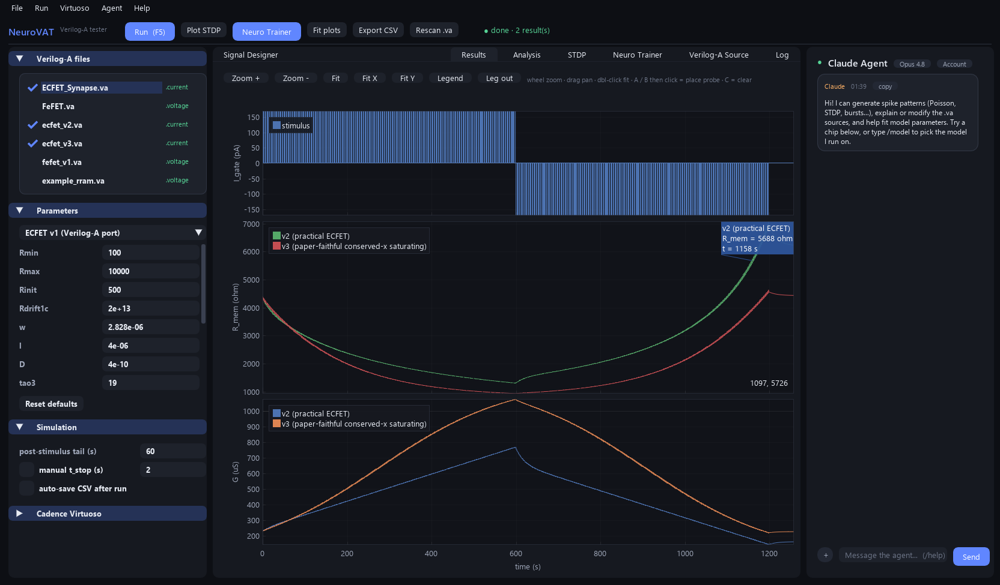 File Run Virtuoso Agent Help
NeuroVAT Verilog-A tester Run (F5) Plot STDP Neuro Trainer Fit plots Export CSV Rescan .va ● done · 2 result(s)
▼ Verilog-A files
ECFET_Synapse.va .current
FeFET.va .voltage
ecfet_v2.va .current
ecfet_v3.va .current
fefet_v1.va .voltage
example_rram.va .voltage
▼ Parameters
ECFET v1 (Verilog-A port) ▼
Rmin 100
Rmax 10000
Rinit 500
Rdrift1c 2e+13
w 2.828e-06
l 4e-06
D 4e-10
tao3 19
Reset defaults
▼ Simulation
post-stimulus tail (s) 60
manual t_stop (s) 2
auto-save CSV after run
▶ Cadence Virtuoso
Signal Designer Results Analysis STDP Neuro Trainer Verilog-A Source Log
Zoom + Zoom - Fit Fit X Fit Y Legend Leg out wheel zoom · drag pan · dbl-click fit · A / B then click = place probe · C = clear
I_gate (pA)
150
100
50
0
-50
-100
-150
stimulus
R_mem (ohm)
7000
6000
5000
4000
3000
2000
1000
v2 (practical ECFET)
v3 (paper-faithful conserved-x saturating)
v2 (practical ECFET)
R_mem = 5688 ohm
t = 1158 s
1097, 5726
G (uS)
1000
900
800
700
600
500
400
300
200
v2 (practical ECFET)
v3 (paper-faithful conserved-x saturating)
0 200 400 600 800 1000 1200
time (s)
● Claude Agent Opus 4.8 Account
Claude 01:39 copy
Hi! I can generate spike patterns (Poisson,
STDP, bursts...), explain or modify the .va
sources, and help fit model parameters. Try a
chip below, or type /model to pick the model
I run on.
+ Message the agent... (/help) Send